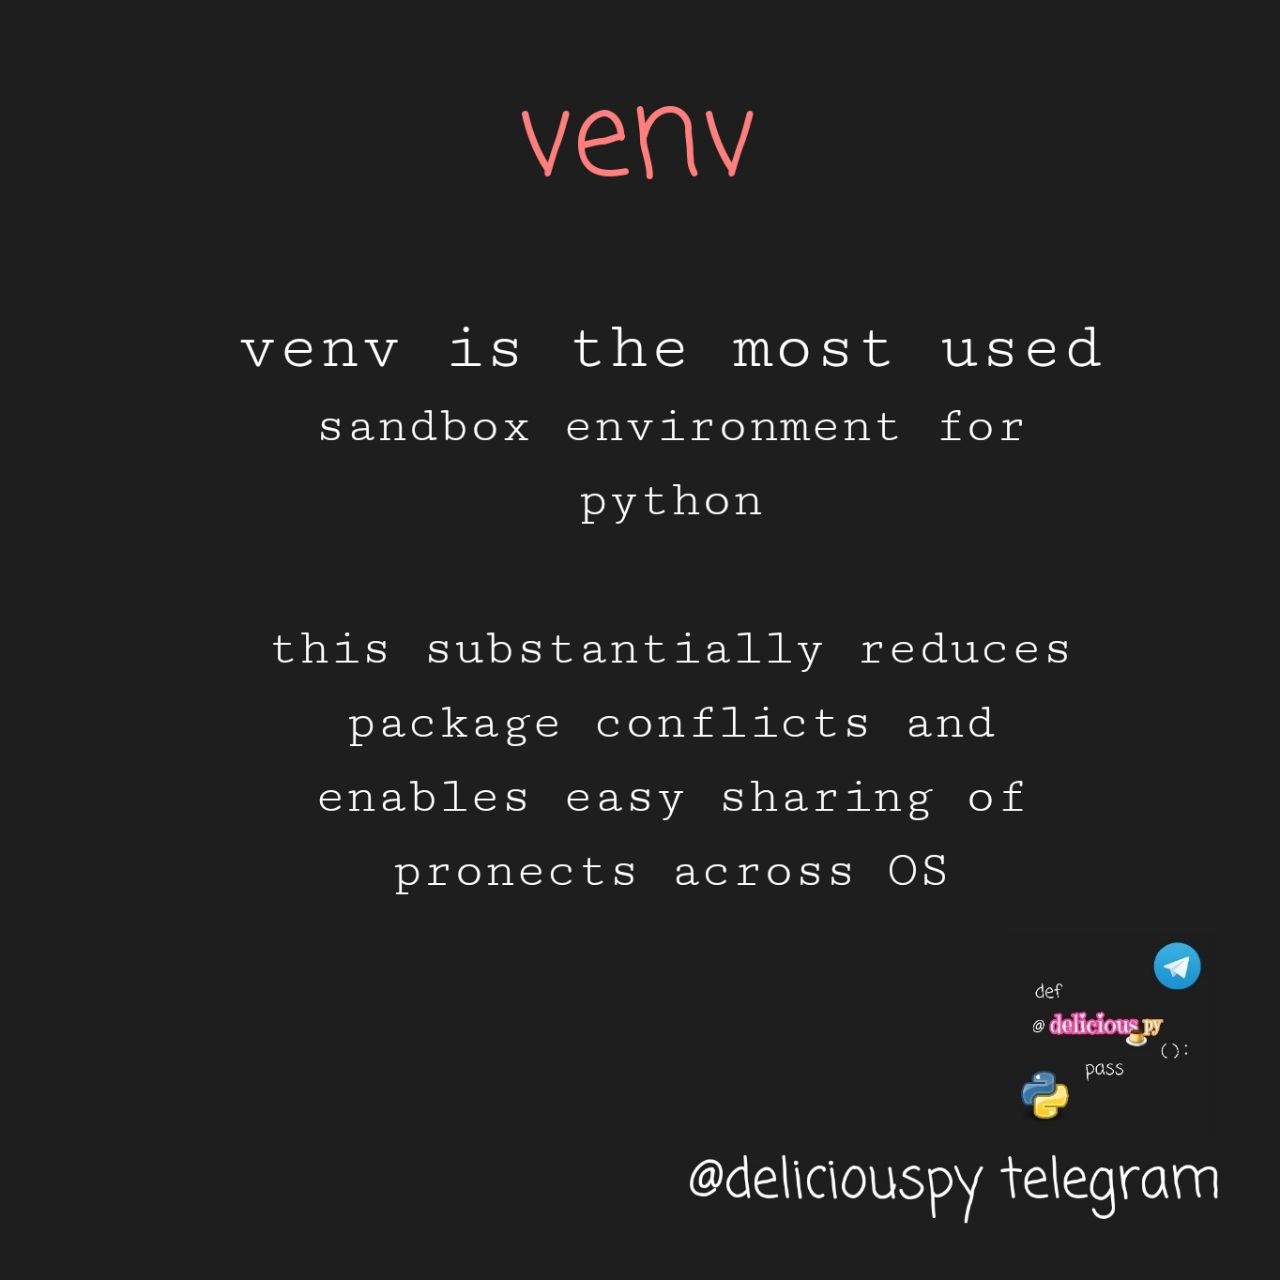 venv
venv is the most used
sandbox environment for
python
this substantially reduces
package conflicts and
enables easy sharing of
pronects across OS
def
@delicious py
():
pass
@deliciouspy telegram